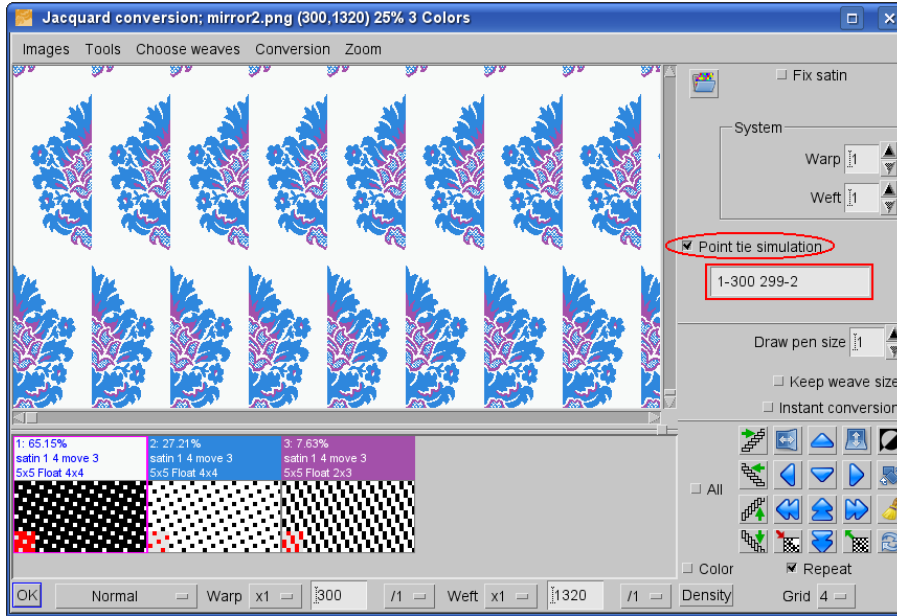 Jacquard conversion; mirror2.png (300,1320) 25% 3 Colors
Images Tools Choose weaves Conversion Zoom
Fix satin
System
Warp 1
Weft 1
Point tie simulation
1-300 299-2
Draw pen size 1
Keep weave size
Instant conversion
1: 65.15% 2: 27.21% 3: 7.63%
satin 1 4 move 3 satin 1 4 move 3 satin 1 4 move 3
5x5 Float 4x4 5x5 Float 4x4 5x5 Float 2x3
All
Color Repeat
OK Normal Warp x1 300 /1 Weft x1 1320 /1 Density Grid 4